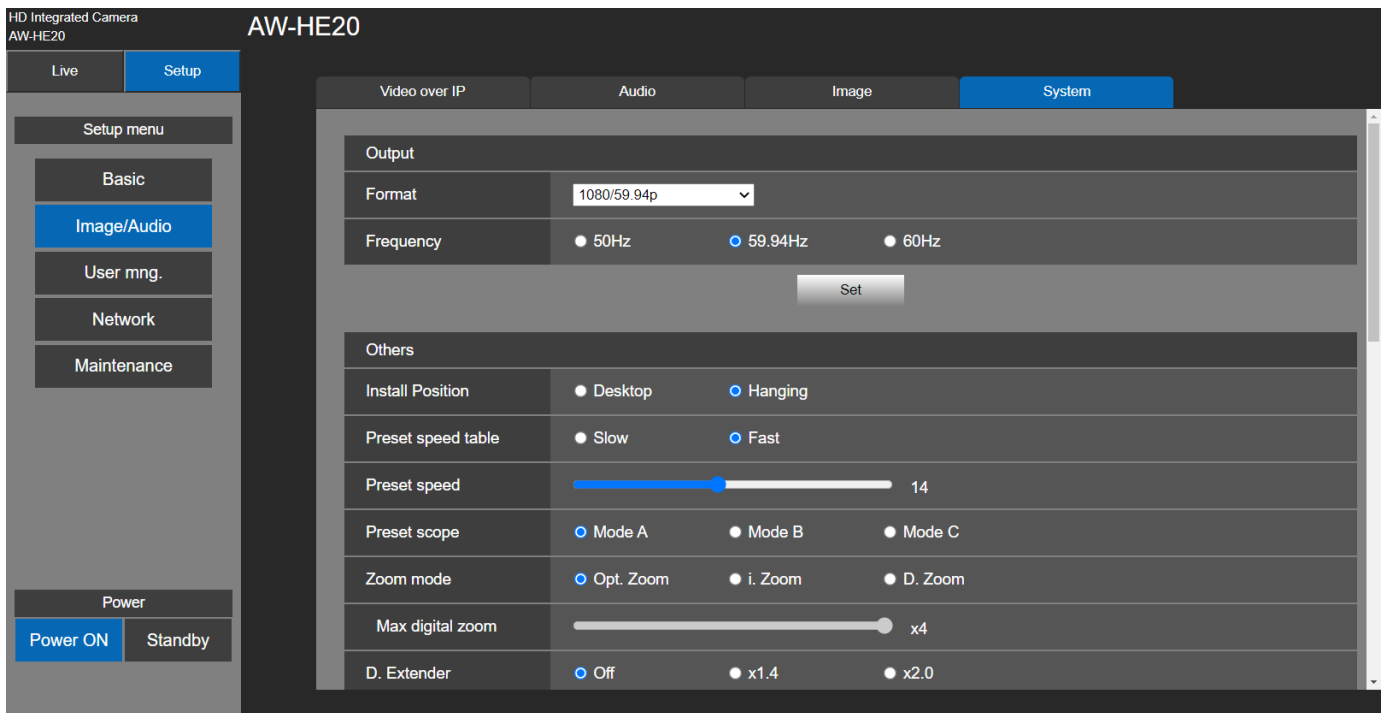 HD Integrated Camera
AW-HE20
AW-HE20
Live Setup
Setup menu
Basic
Image/Audio
User mng.
Network
Maintenance
Power
Power ON Standby
Video over IP Audio Image System
Output
Format 1080/59.94p
Frequency 50Hz 59.94Hz 60Hz
Set
Others
Install Position Desktop Hanging
Preset speed table Slow Fast
Preset speed 14
Preset scope Mode A Mode B Mode C
Zoom mode Opt. Zoom i. Zoom D. Zoom
Max digital zoom x4
D. Extender Off x1.4 x2.0